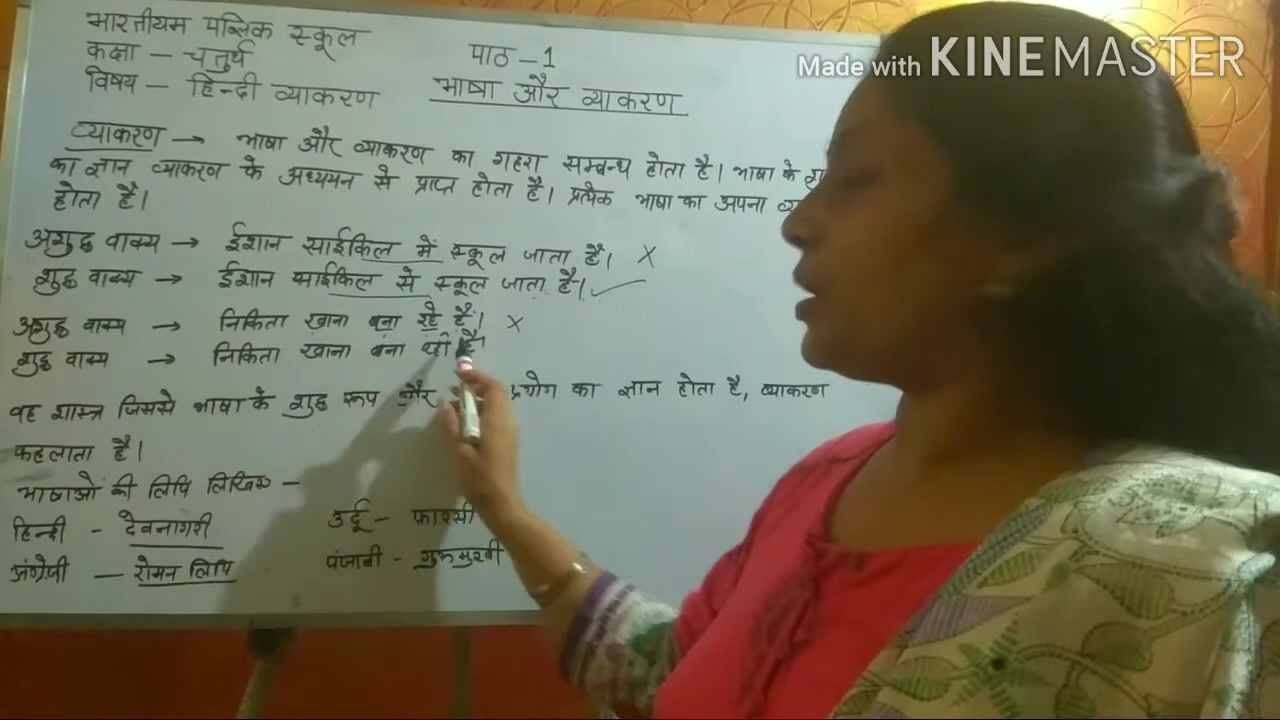 भारतीयम पब्लिक स्कूल
कक्षा – चतुर्थ
विषय – हिन्दी व्याकरण
पाठ – 1
भाषा और व्याकरण
Made with KINEMASTER
व्याकरण → भाषा और व्याकरण का गहरा सम्बन्ध होता है। भाषा के
का ज्ञान व्याकरण के अध्ययन से प्राप्त होता है। प्रत्येक भाषा का अपना
होता है।
अशुद्ध वाक्य → ईशान साईकिल में स्कूल जाता है। ×
शुद्ध वाक्य → ईशान साईकिल से स्कूल जाता है। ✓
अशुद्ध वाक्य → निकिता खाना बना रहे हैं। ×
शुद्ध वाक्य → निकिता खाना बना रही है।
वह शास्त्र जिससे भाषा के शुद्ध रूप और का ज्ञान होता है, व्याकरण
कहलाता है।
भाषाओं की लिपि लिखिए –
हिन्दी – देवनागरी
उर्दू – फ़ारसी
अंग्रेजी – रोमन लिपि
पंजाबी – गुरुमुखी